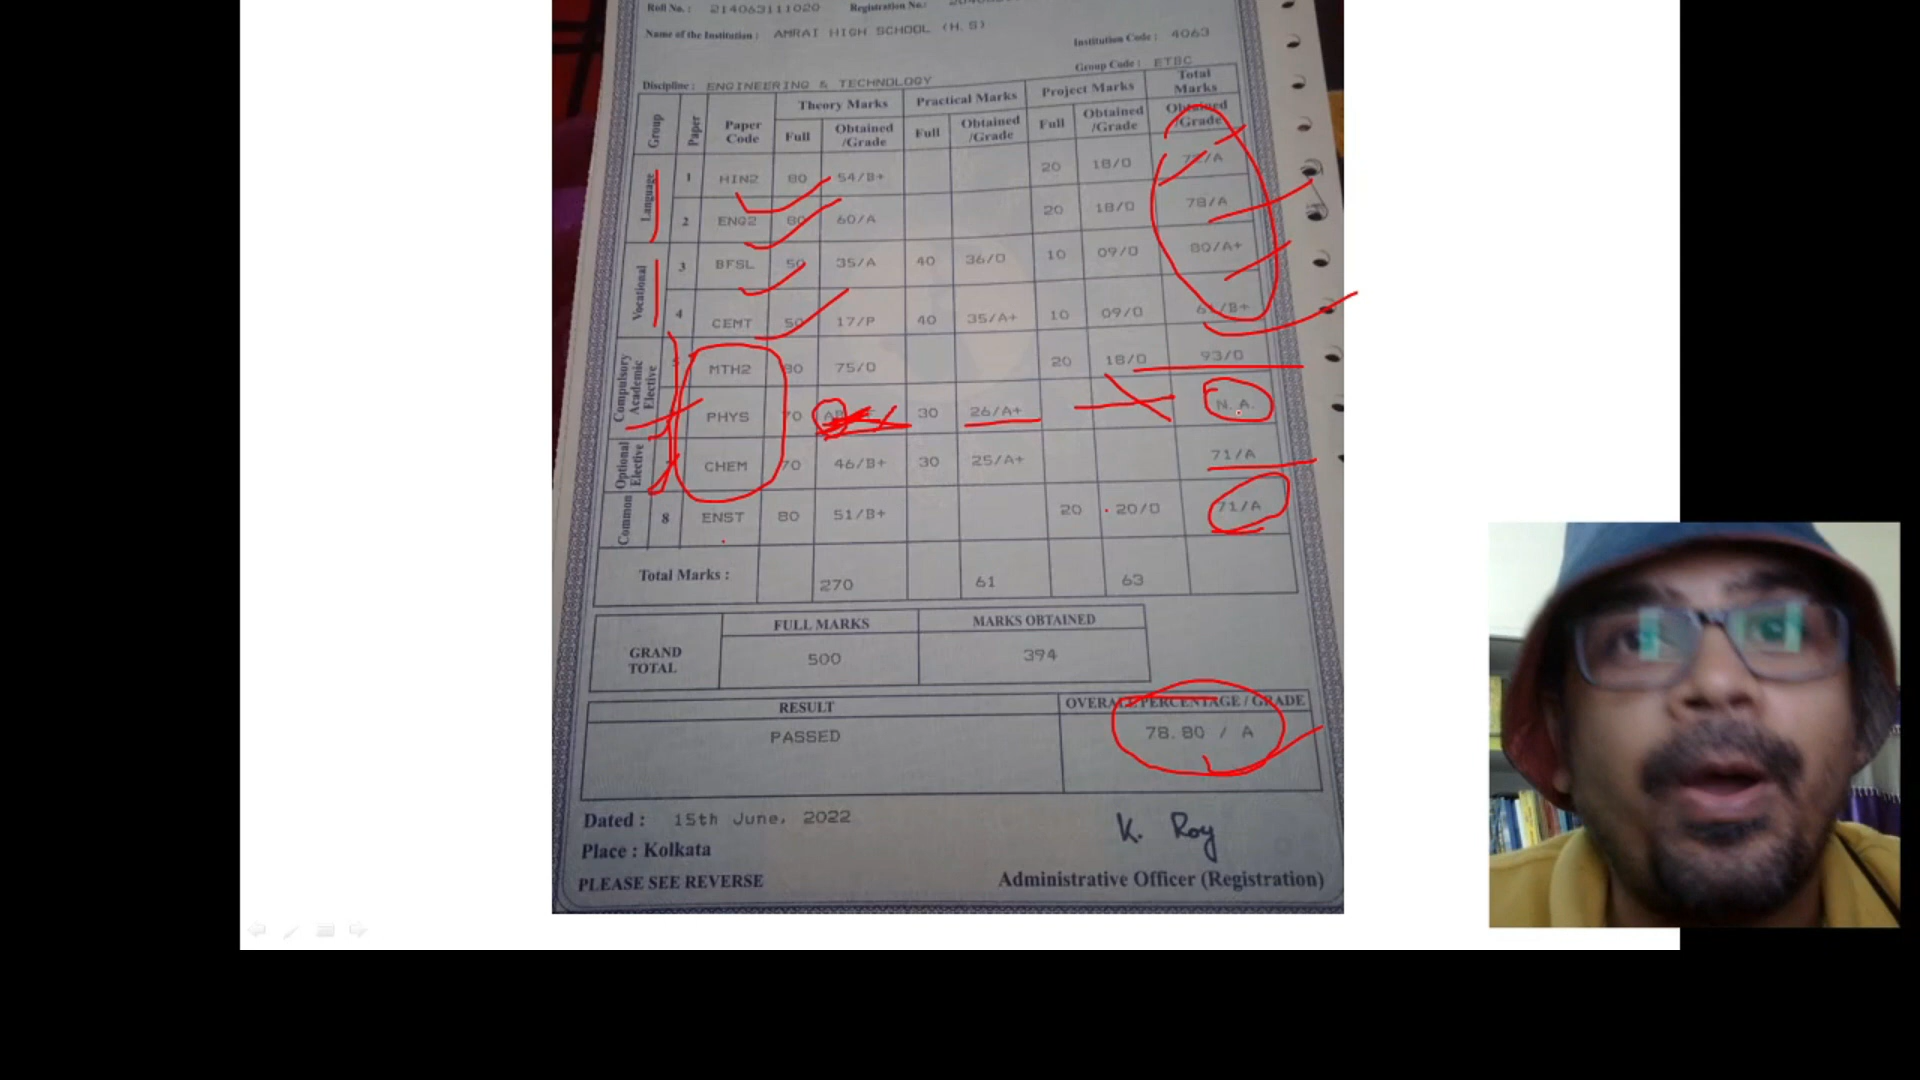 Roll No. : 214063111020 Registration No.:
Name of the Institution : AMRAI HIGH SCHOOL (H.S)
Institution Code : 4063
Group Code : ETBC
Discipline : ENGINEERING & TECHNOLOGY
Group Paper Paper Code Theory Marks Practical Marks Project Marks Total Marks Obtained /Grade
Full Obtained /Grade Full Obtained /Grade Full Obtained /Grade
Language 1 HIN2 80 54/B+ 20 18/O 72/A
2 ENG2 80 60/A 20 18/O 78/A
Vocational 3 BFSL 50 35/A 40 36/O 10 09/O 80/A+
4 CEMT 50 17/P 40 35/A+ 10 09/O 61/B+
Compulsory Academic Elective 5 MTH2 80 75/O 20 18/O 93/O
PHYS 70 30 26/A+ N.A.
Optional Elective CHEM 70 46/B+ 30 25/A+ 71/A
Common 8 ENST 80 51/B+ 20 20/O 71/A
Total Marks : 270 61 63
GRAND TOTAL FULL MARKS MARKS OBTAINED
500 394
RESULT OVERALL PERCENTAGE / GRADE
PASSED 78.80 / A
Dated : 15th June, 2022
Place : Kolkata
K. Roy
PLEASE SEE REVERSE Administrative Officer (Registration)